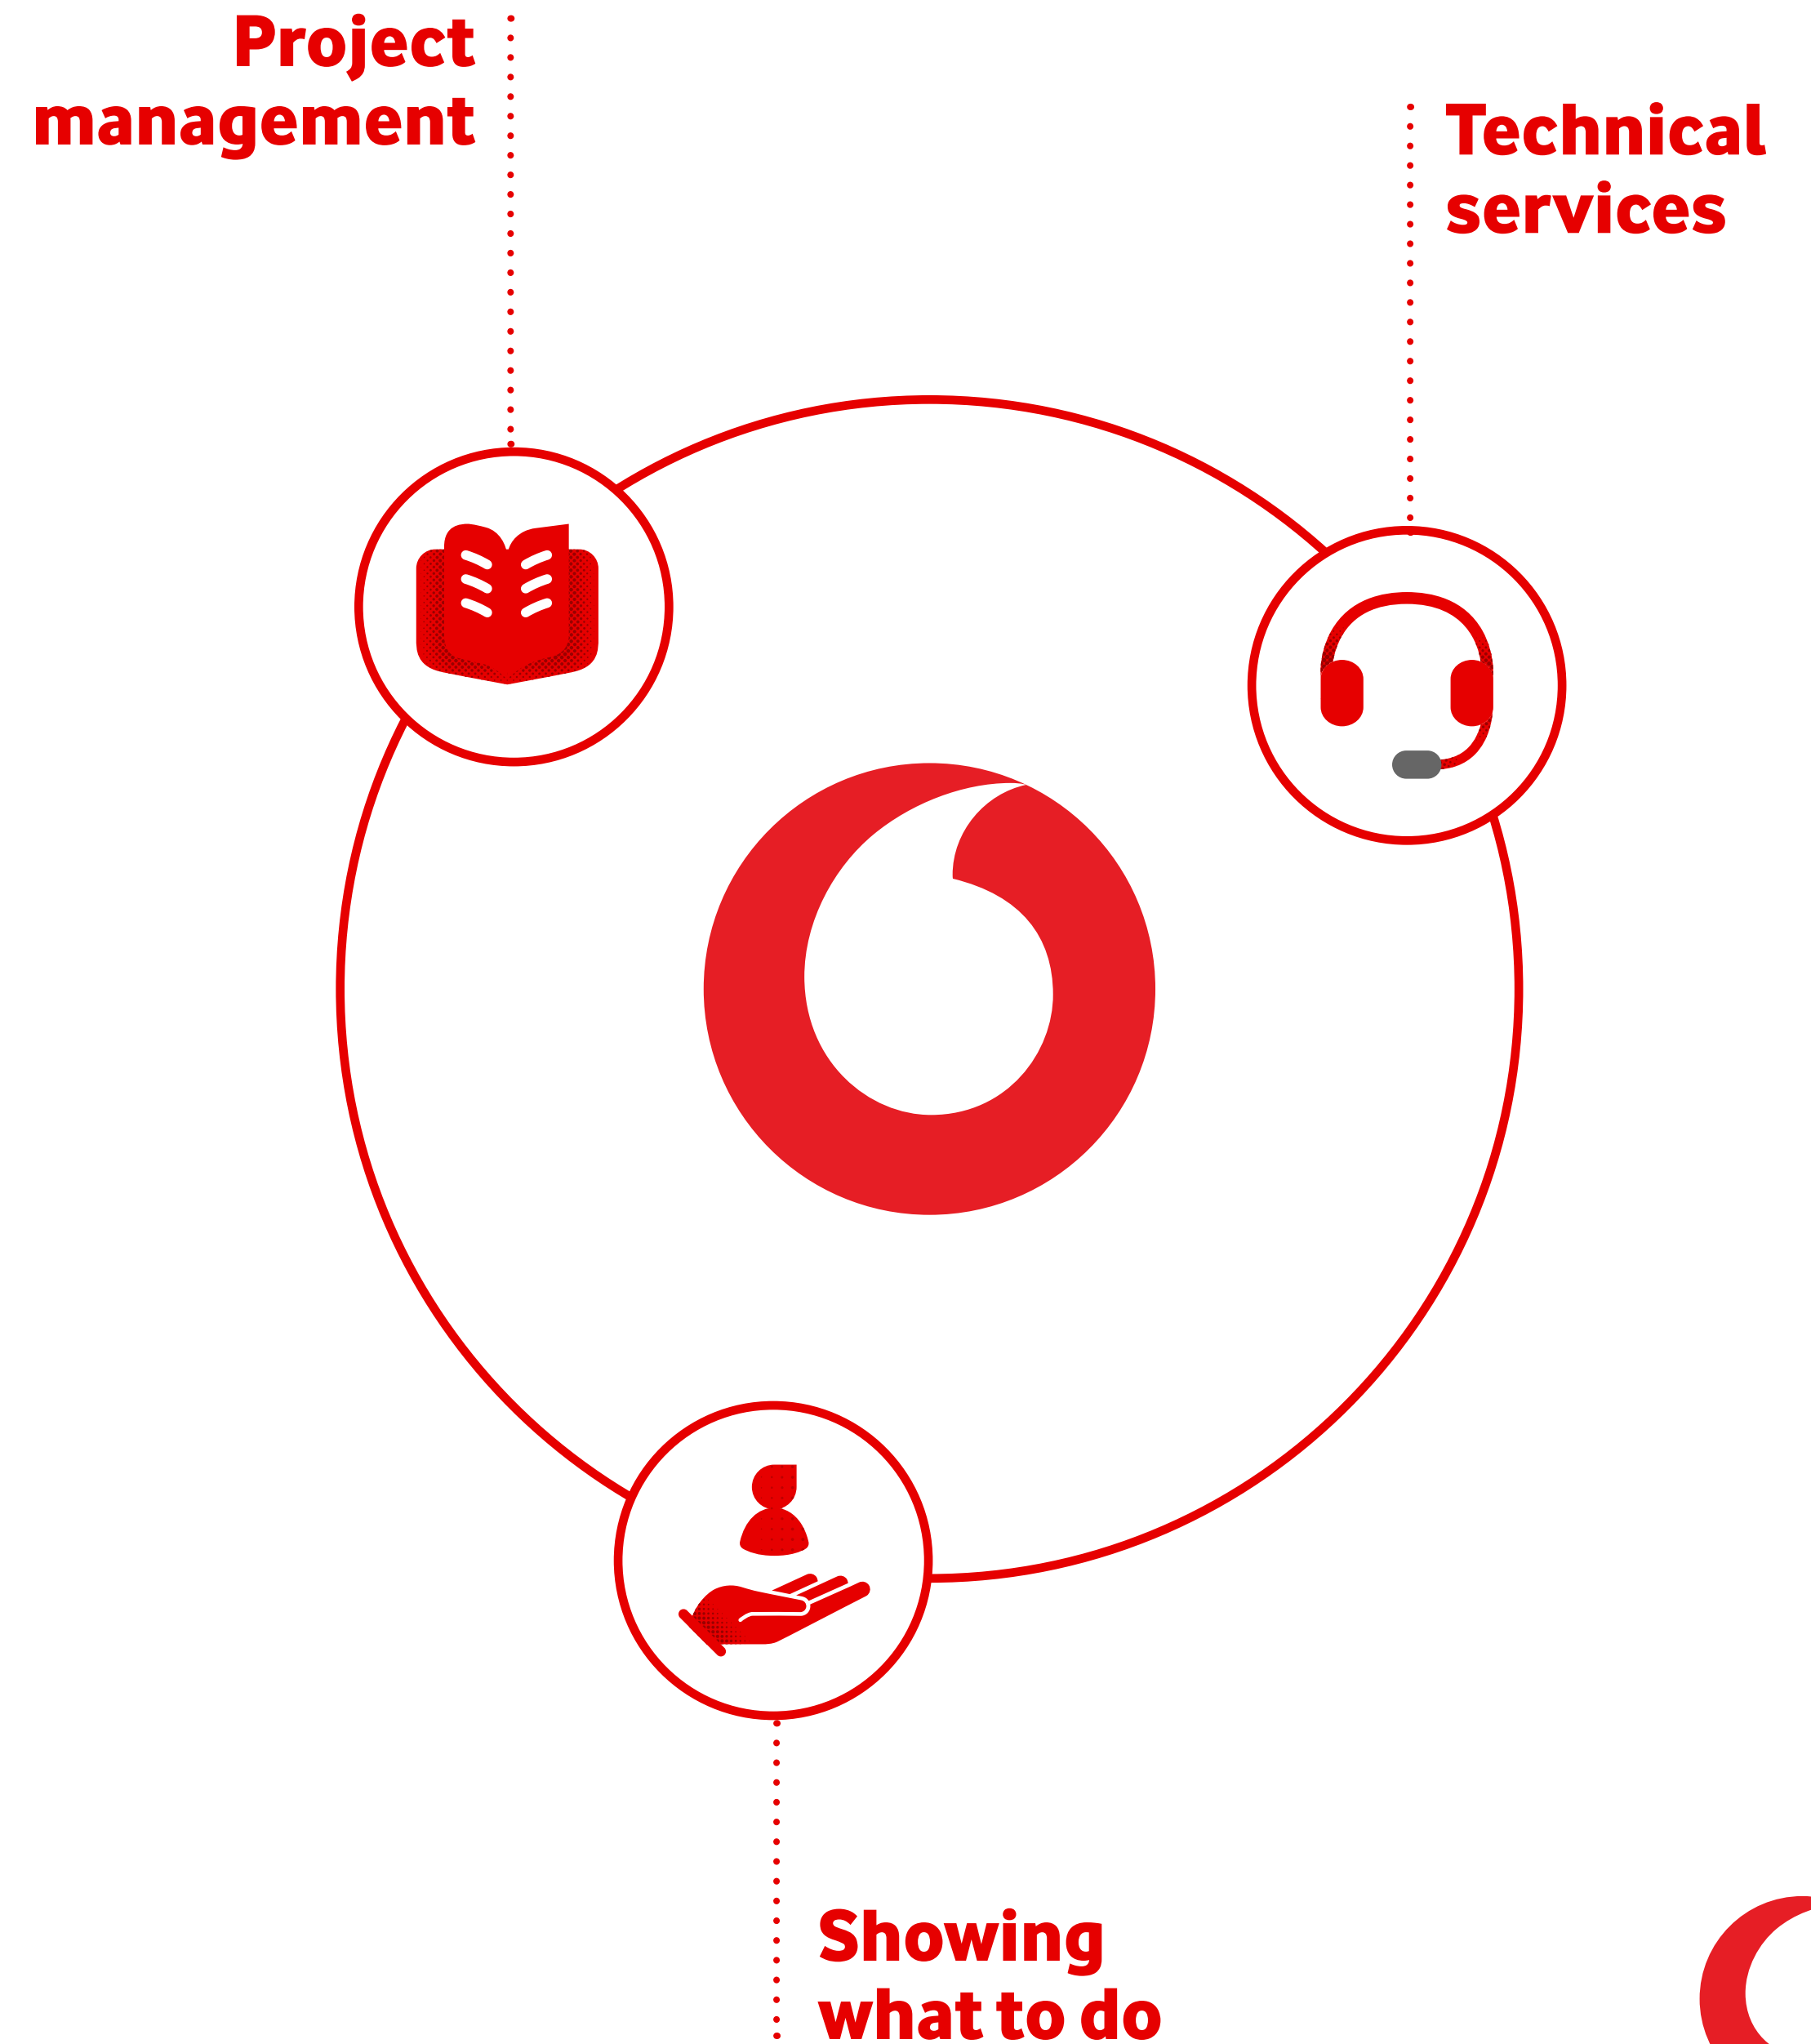 Project
management
Technical
services
Showing
what to do